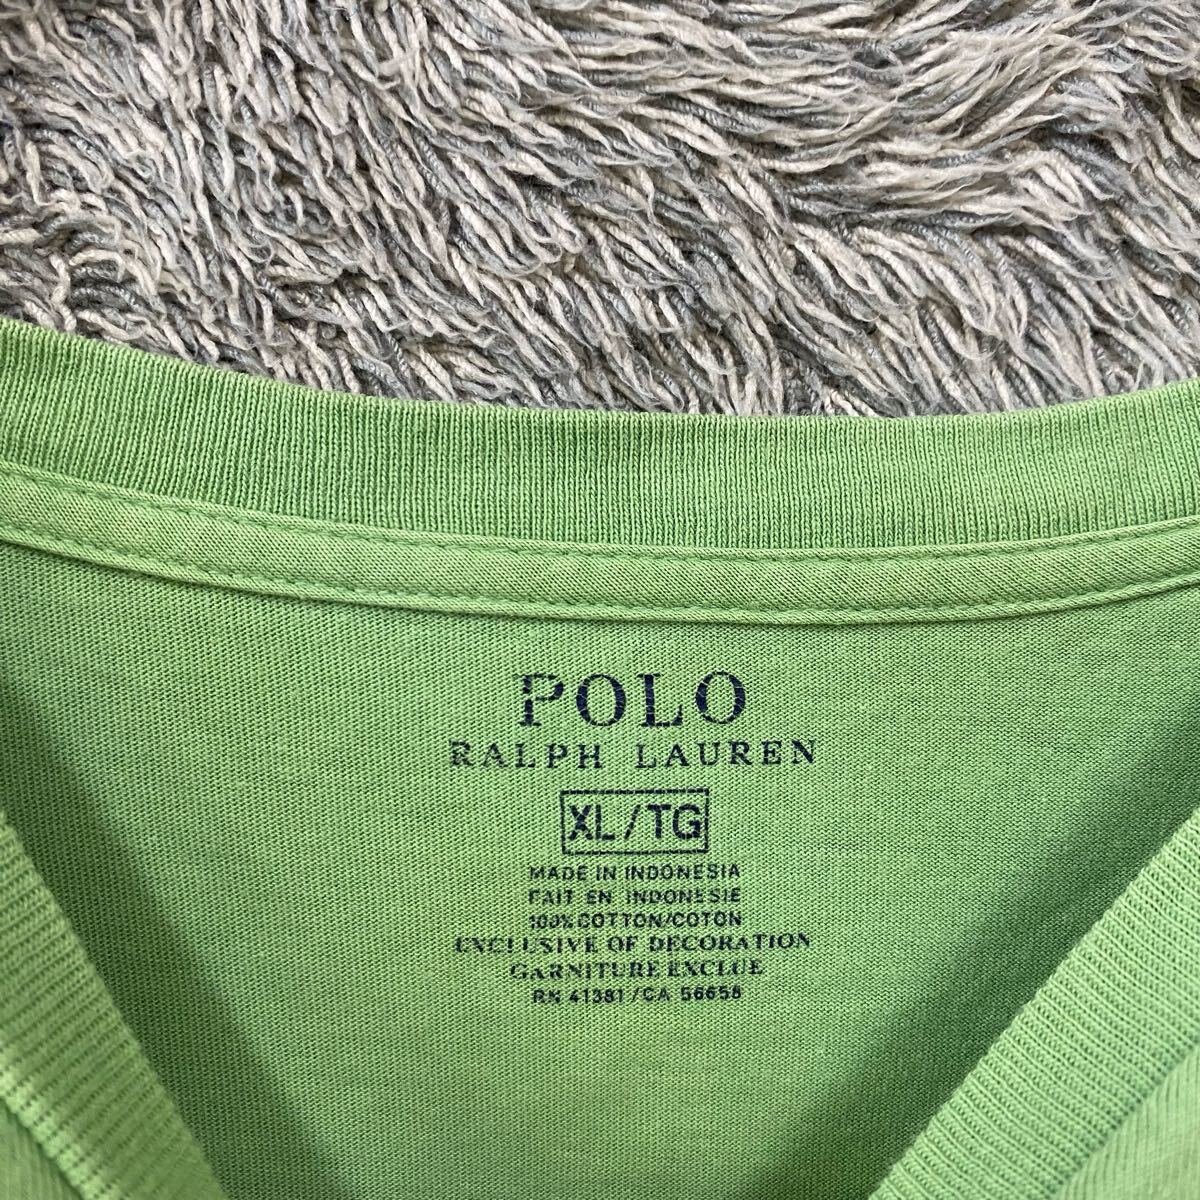 POLO
RALPH LAUREN
XL/TG
MADE IN INDONESIA
FAIT EN INDONESIE
100% COTTON/COTON
EXCLUSIVE OF DECORATION
GARNITURE EXCLUE
RN 41381/CA 56658